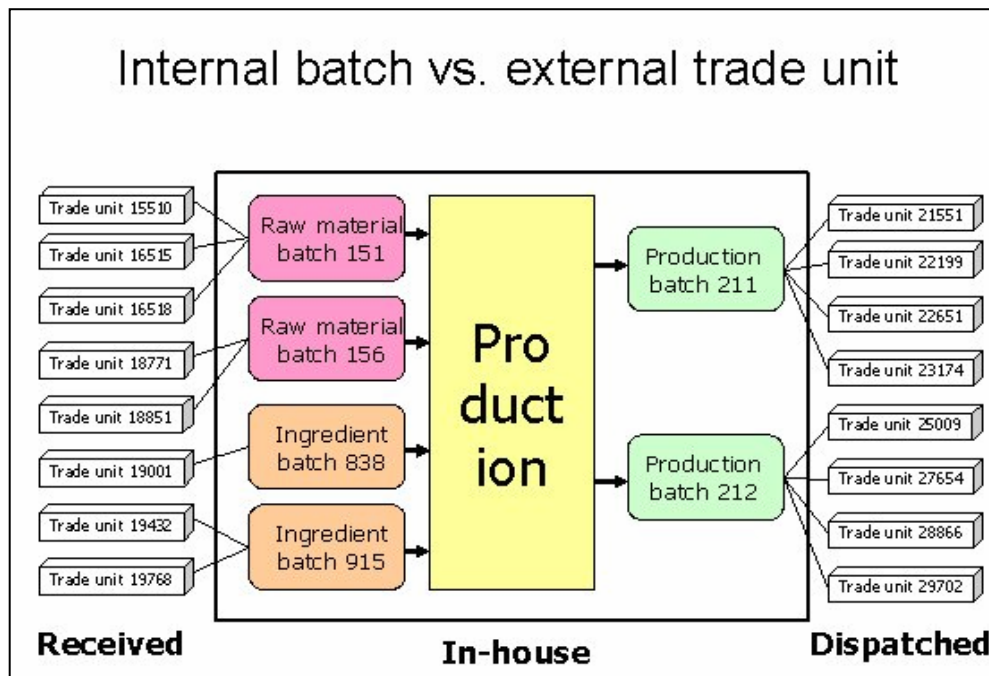 Internal batch vs. external trade unit
Trade unit 15510
Trade unit 16515
Trade unit 16518
Trade unit 18771
Trade unit 18851
Trade unit 19001
Trade unit 19432
Trade unit 19768
Received
Raw material
batch 151
Raw material
batch 156
Ingredient
batch 838
Ingredient
batch 915
Pro
duct
ion
Production
batch 211
Production
batch 212
In-house
Trade unit 21551
Trade unit 22199
Trade unit 22651
Trade unit 23174
Trade unit 25009
Trade unit 27654
Trade unit 28866
Trade unit 29702
Dispatched